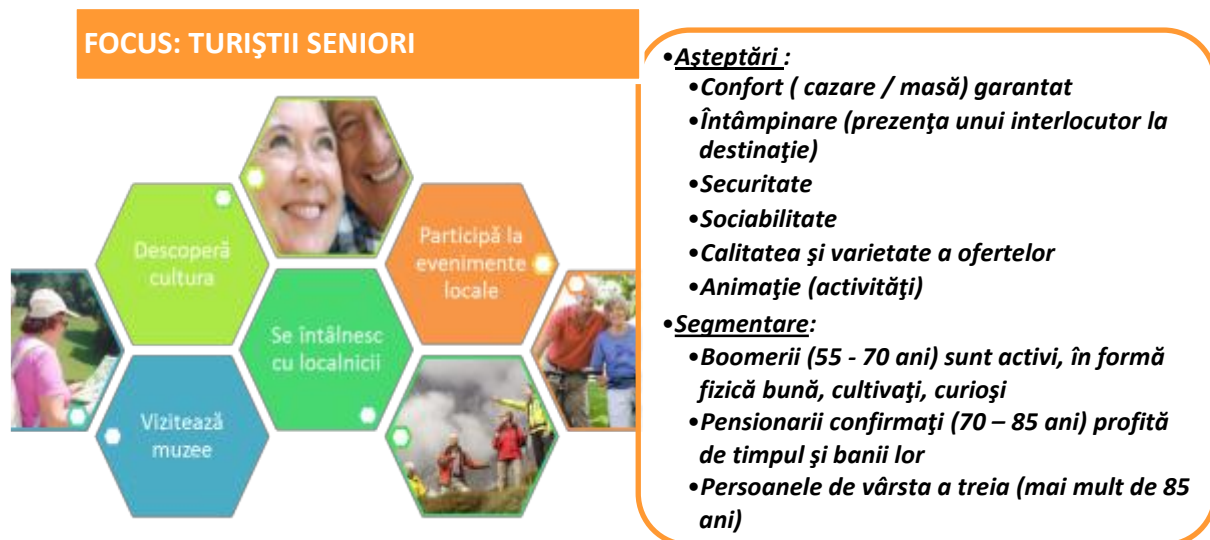 FOCUS: TURIŞTII SENIORI
Descoperă
cultura
Participă la
evenimente
locale
Se întâlnesc
cu localnicii
Vizitează
muzee
•Aşteptări :
•Confort ( cazare / masă) garantat
•Întâmpinare (prezenţa unui interlocutor la
destinaţie)
•Securitate
•Sociabilitate
•Calitatea şi varietate a ofertelor
•Animaţie (activităţi)
•Segmentare:
•Boomerii (55 - 70 ani) sunt activi, în formă
fizică bună, cultivaţi, curioşi
•Pensionarii confirmaţi (70 – 85 ani) profită
de timpul şi banii lor
•Persoanele de vârsta a treia (mai mult de 85
ani)